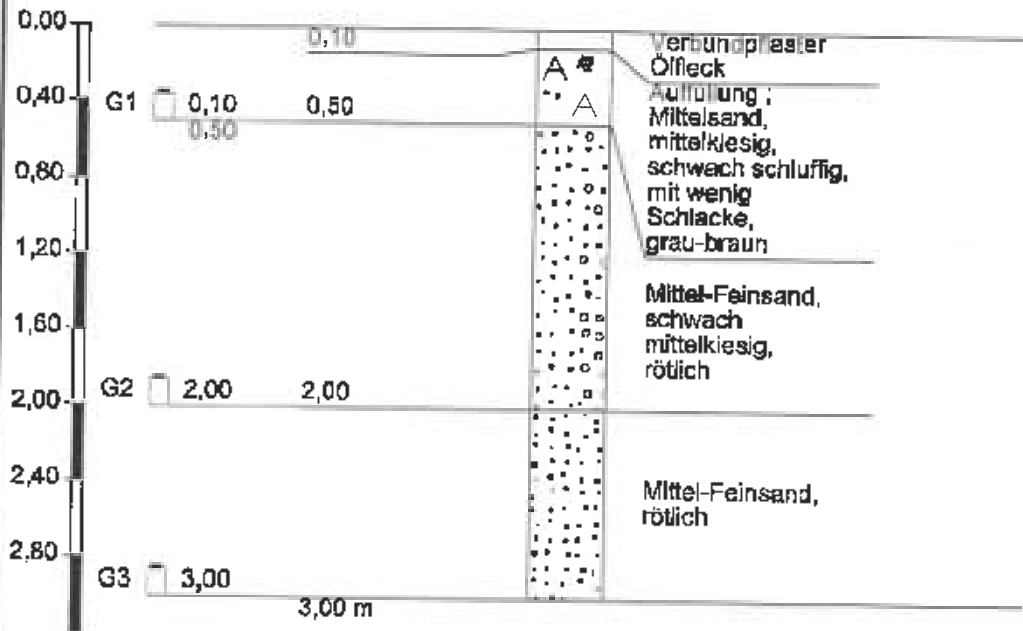 0,00
0,10
Verbundpflaster
Ölfleck
0,40
G1 0,10 0,50
0,50
A
A
Auffüllung ;
Mittelsand,
mittelkiesig,
schwach schluffig,
mit wenig
Schlacke,
grau-braun
0,80
1,20
1,60
Mittel-Feinsand,
schwach
mittelkiesig,
rötlich
G2 2,00 2,00
2,00
2,40
Mittel-Feinsand,
rötlich
2,80
G3 3,00
3,00 m